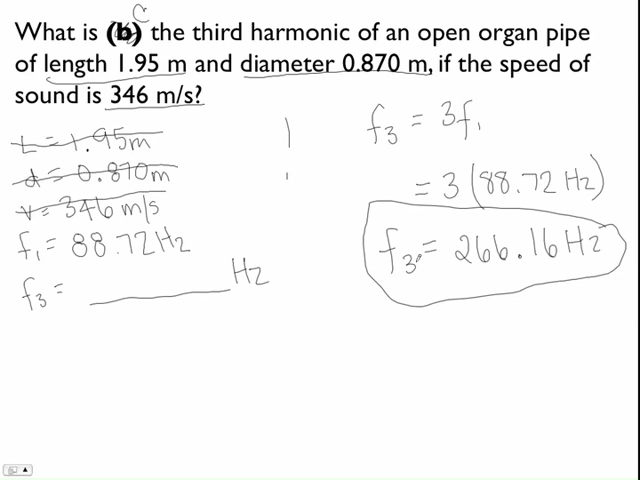 c
What is (b) the third harmonic of an open organ pipe
of length 1.95 m and diameter 0.870 m, if the speed of
sound is 346 m/s?
L = 1.95m
d = 0.870m
v = 346 m/s
f₁ = 88.72 Hz
f₃ = ________ Hz
!
f₃ = 3f₁
= 3 (88.72 Hz)
f₃ = 266.16 Hz